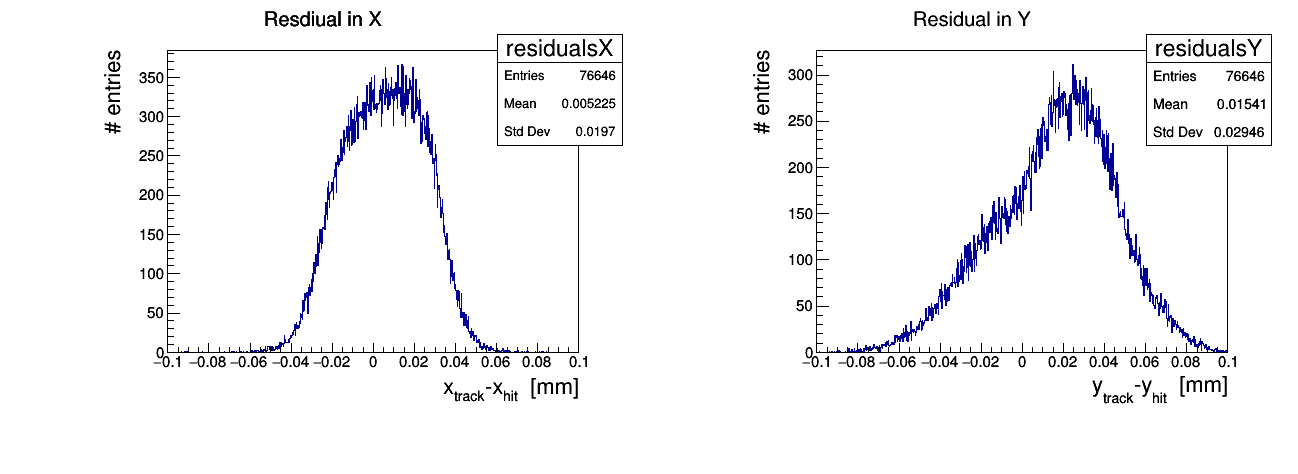 Resdiual in X
# entries
residualsX
Entries 76646
Mean 0.005225
Std Dev 0.0197
350
300
250
200
150
100
50
0
−0.1 −0.08 −0.06 −0.04 −0.02 0 0.02 0.04 0.06 0.08 0.1
x_track-x_hit [mm]
Residual in Y
# entries
residualsY
Entries 76646
Mean 0.01541
Std Dev 0.02946
300
250
200
150
100
50
0
−0.1 −0.08 −0.06 −0.04 −0.02 0 0.02 0.04 0.06 0.08 0.1
y_track-y_hit [mm]